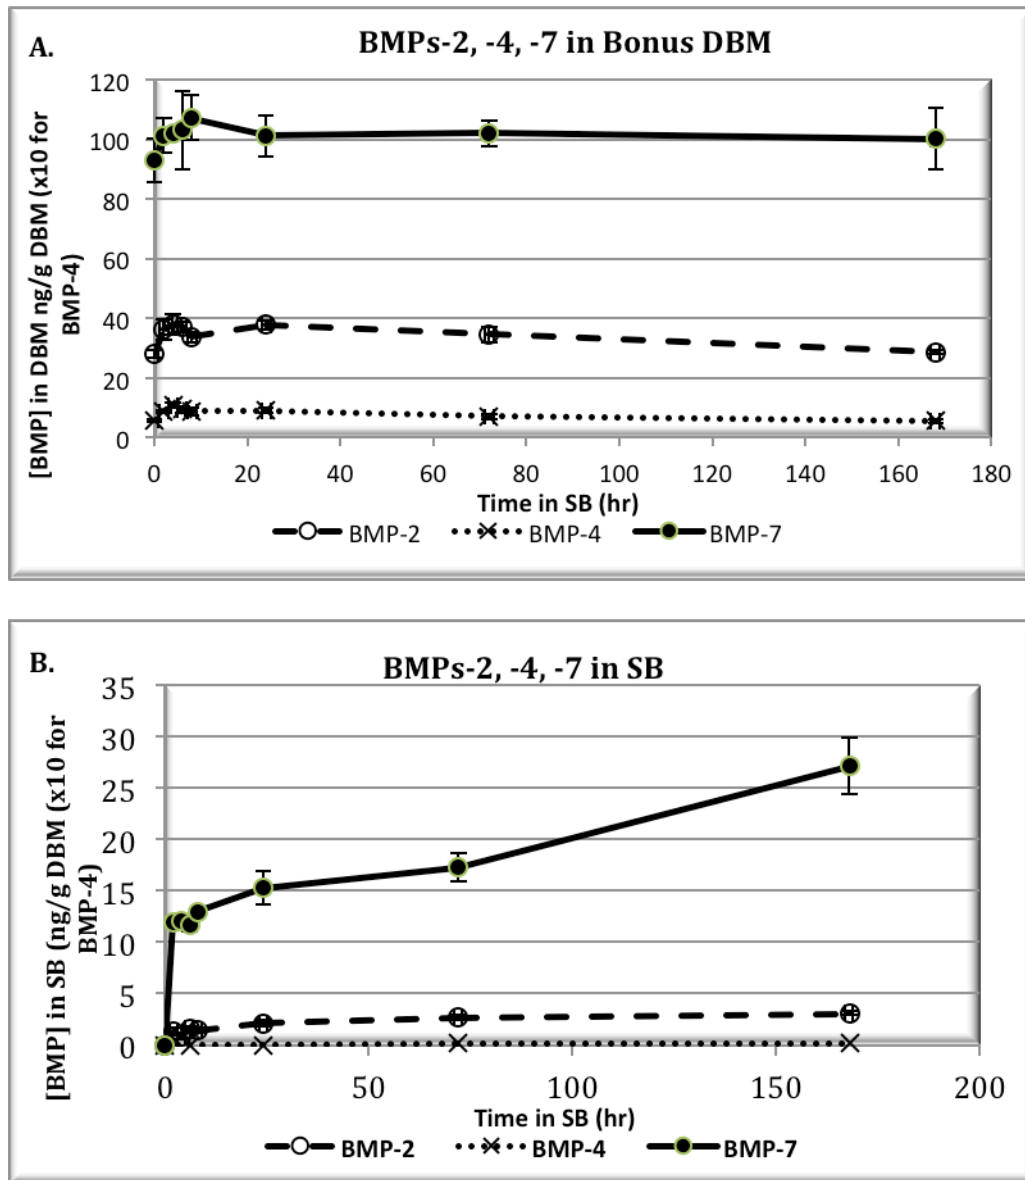 A.
BMPs-2, -4, -7 in Bonus DBM
[BMP] in DBM ng/g DBM (x10 for
BMP-4)
120
100
80
60
40
20
0
0 20 40 60 80 100 120 140 160 180
Time in SB (hr)
BMP-2 BMP-4 BMP-7
B.
BMPs-2, -4, -7 in SB
[BMP] in SB (ng/g DBM (x10 for
BMP-4)
35
30
25
20
15
10
5
0
0 50 100 150 200
Time in SB (hr)
BMP-2 BMP-4 BMP-7